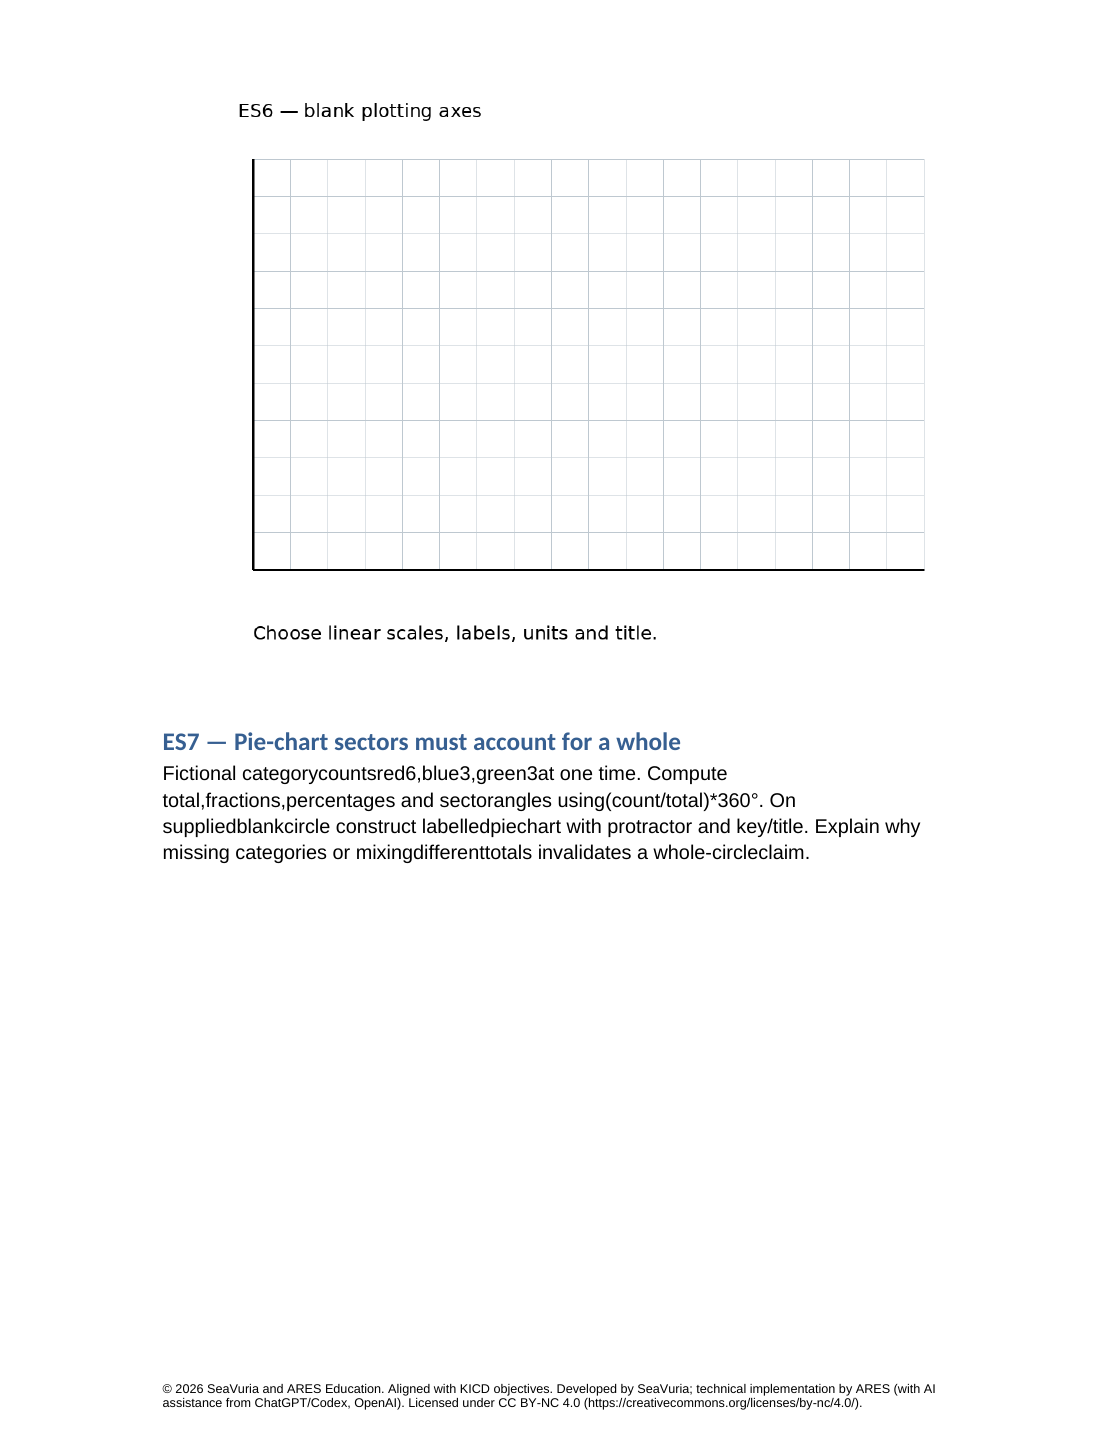 ES6 — blank plotting axes
Choose linear scales, labels, units and title.
ES7 — Pie-chart sectors must account for a whole
Fictional categorycountsred6,blue3,green3at one time. Compute
total,fractions,percentages and sectorangles using(count/total)*360°. On
suppliedblankcircle construct labelledpiechart with protractor and key/title. Explain why
missing categories or mixingdifferenttotals invalidates a whole-circleclaim.
© 2026 SeaVuria and ARES Education. Aligned with KICD objectives. Developed by SeaVuria; technical implementation by ARES (with AI
assistance from ChatGPT/Codex, OpenAI). Licensed under CC BY-NC 4.0 (https://creativecommons.org/licenses/by-nc/4.0/).